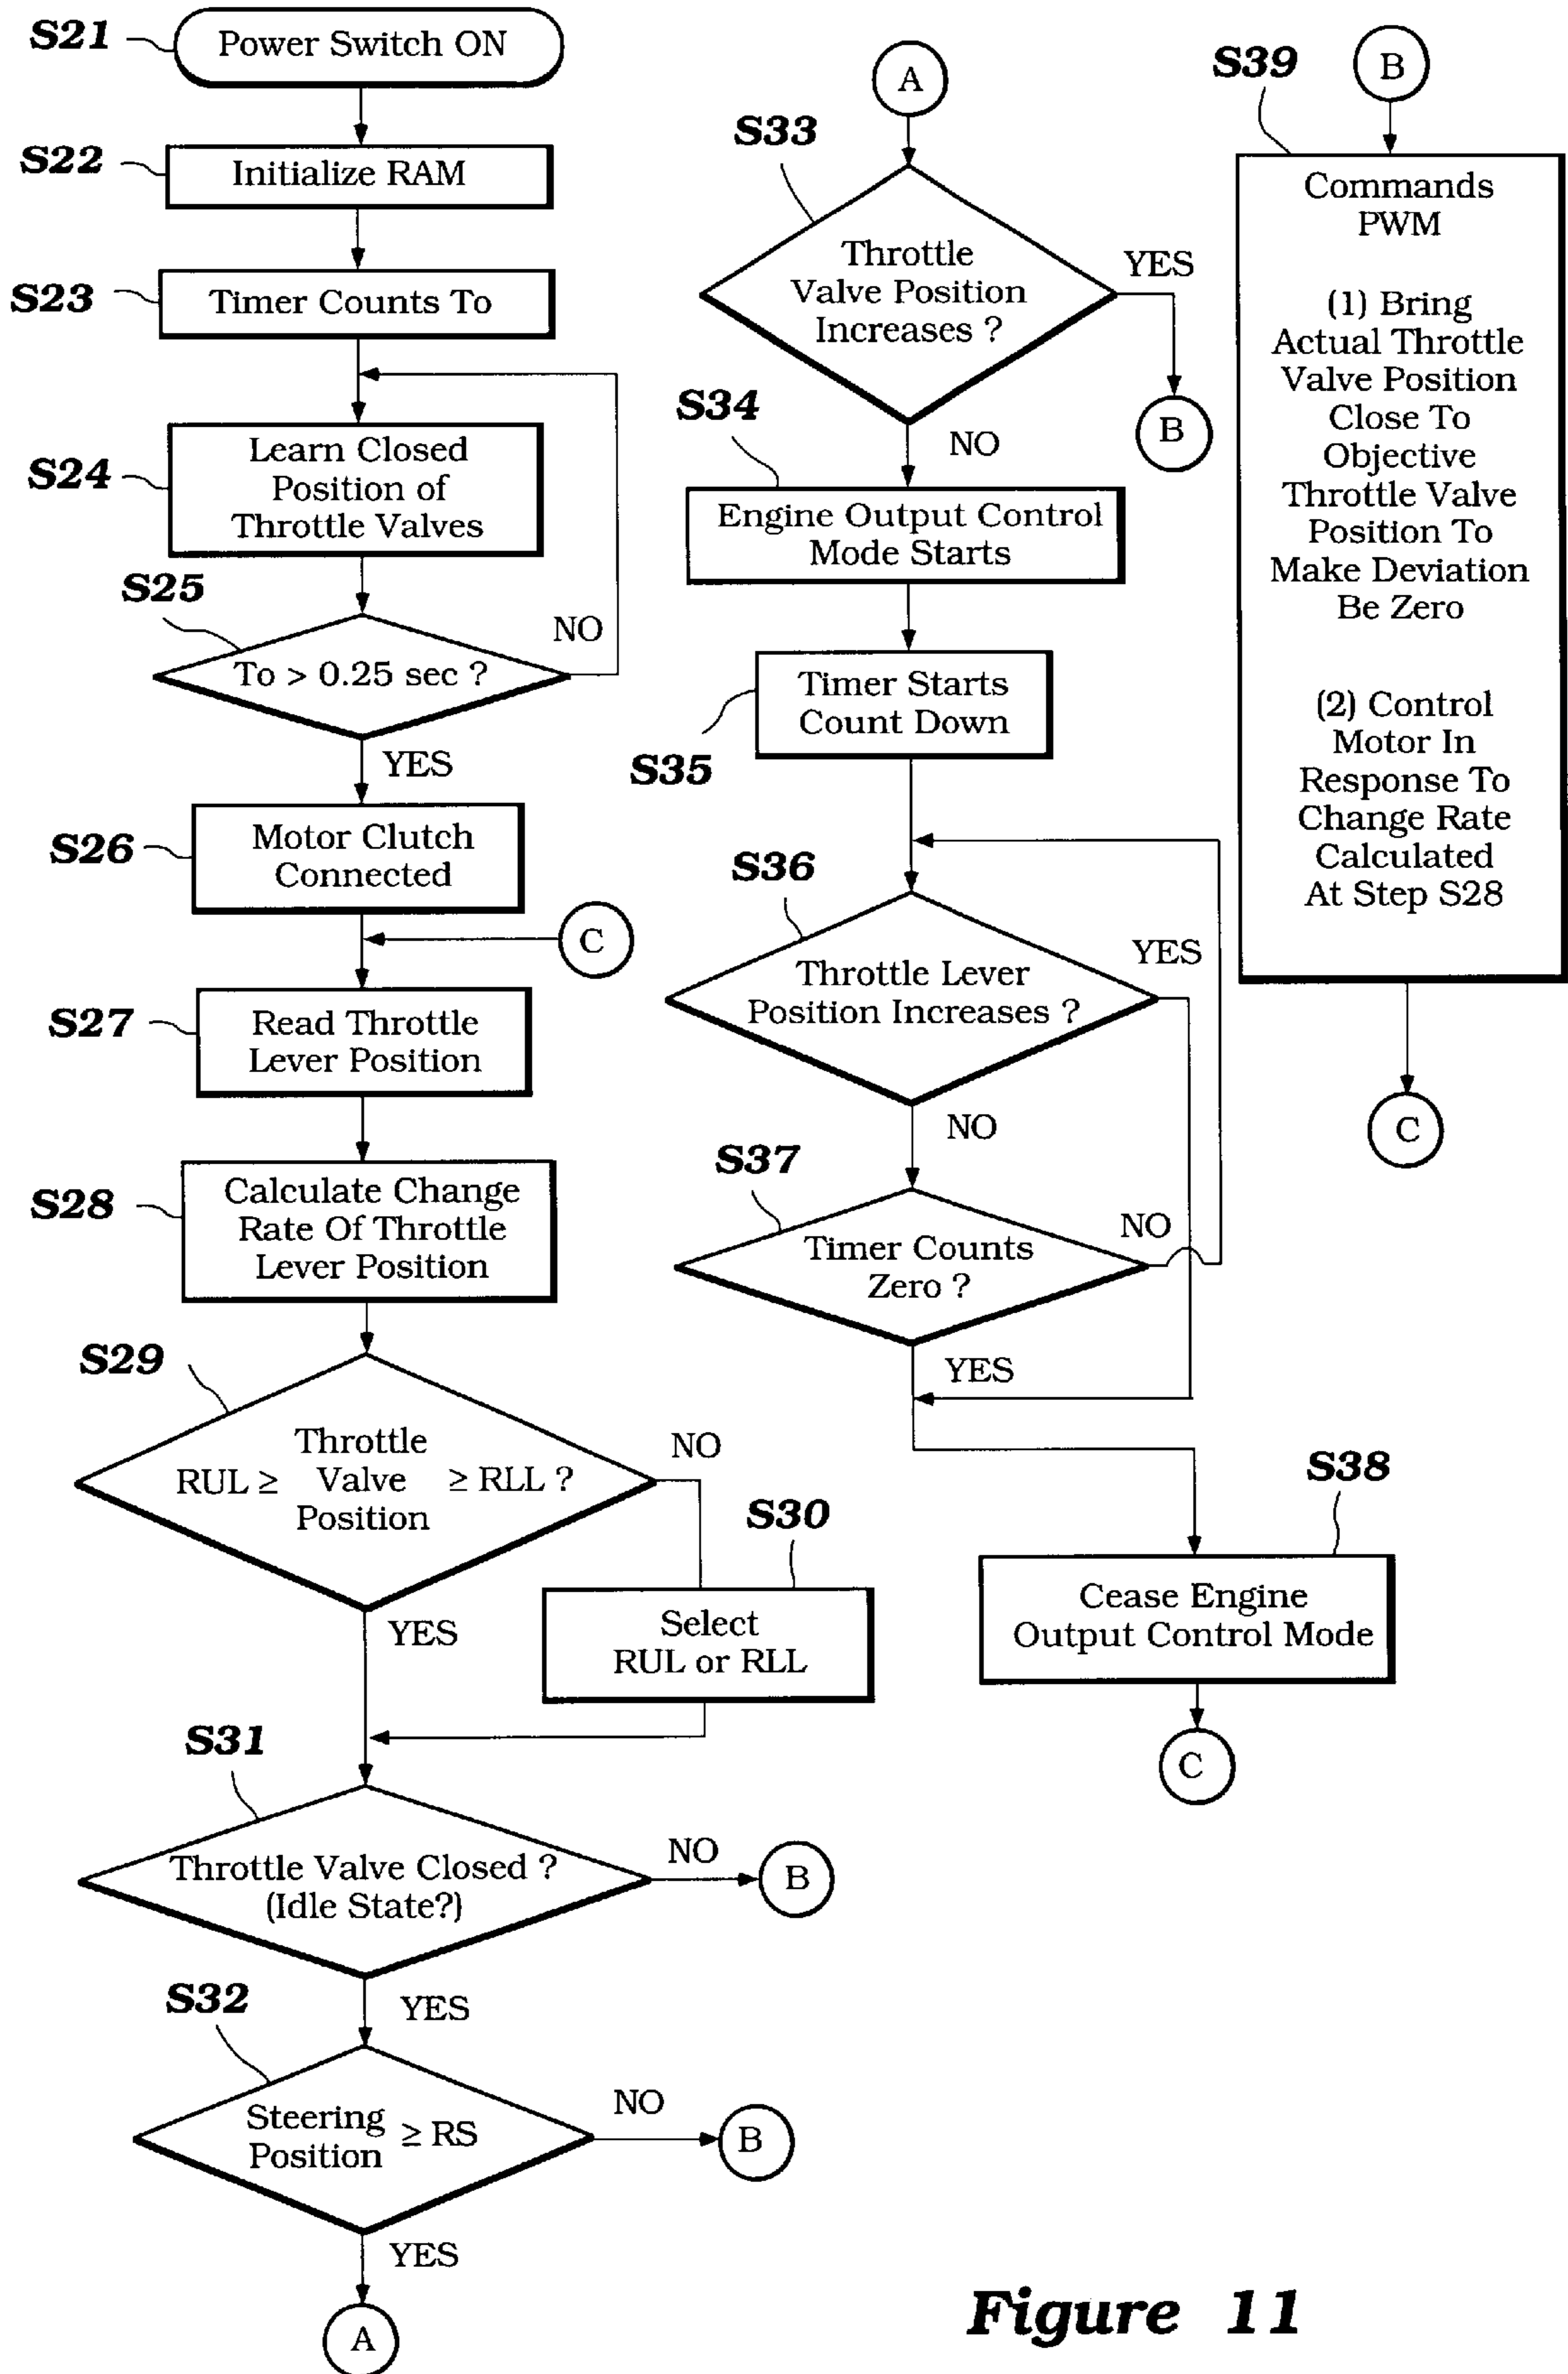 S21
Power Switch ON
S22
Initialize RAM
S23
Timer Counts To
S24
Learn Closed
Position of
Throttle Valves
S25
To > 0.25 sec ?
NO
YES
S26
Motor Clutch
Connected
C
S27
Read Throttle
Lever Position
S28
Calculate Change
Rate Of Throttle
Lever Position
S29
RUL ≥ Throttle
Valve
Position ≥ RLL ?
NO
YES
S30
Select
RUL or RLL
S31
Throttle Valve Closed ?
(Idle State?)
NO
B
YES
S32
Steering
Position ≥ RS
NO
B
YES
A
A
S33
Throttle
Valve Position
Increases ?
YES
B
NO
S34
Engine Output Control
Mode Starts
S35
Timer Starts
Count Down
S36
Throttle Lever
Position Increases ?
YES
NO
S37
Timer Counts
Zero ?
NO
YES
S38
Cease Engine
Output Control Mode
C
S39
B
Commands
PWM
(1) Bring
Actual Throttle
Valve Position
Close To
Objective
Throttle Valve
Position To
Make Deviation
Be Zero
(2) Control
Motor In
Response To
Change Rate
Calculated
At Step S28
C
Figure 11